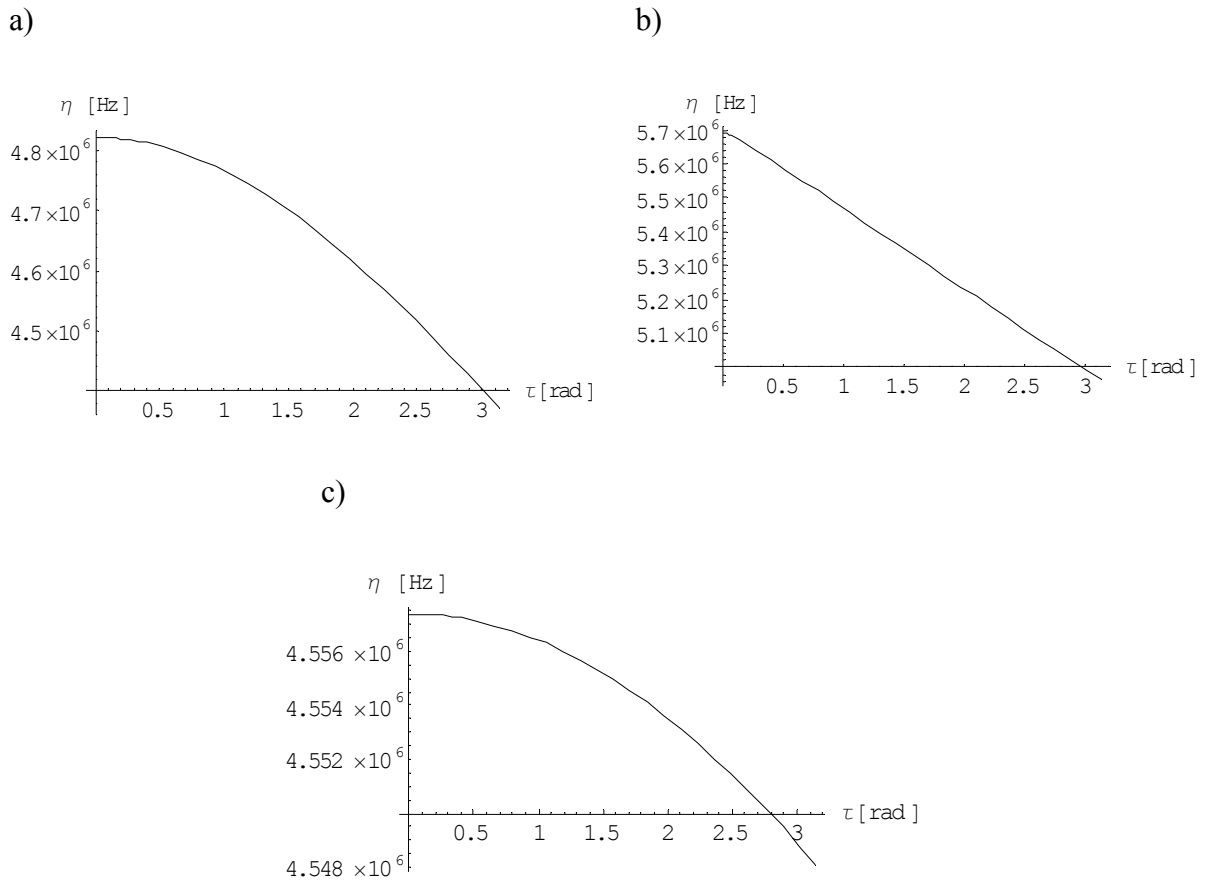 a)
η [Hz]
4.8×10^6
4.7×10^6
4.6×10^6
4.5×10^6
0.5 1 1.5 2 2.5 3
τ[rad]
b)
η [Hz]
5.7×10^6
5.6×10^6
5.5×10^6
5.4×10^6
5.3×10^6
5.2×10^6
5.1×10^6
0.5 1 1.5 2 2.5 3
τ[rad]
c)
η [Hz]
4.556 ×10^6
4.554 ×10^6
4.552 ×10^6
0.5 1 1.5 2 2.5 3
τ[rad]
4.548 ×10^6